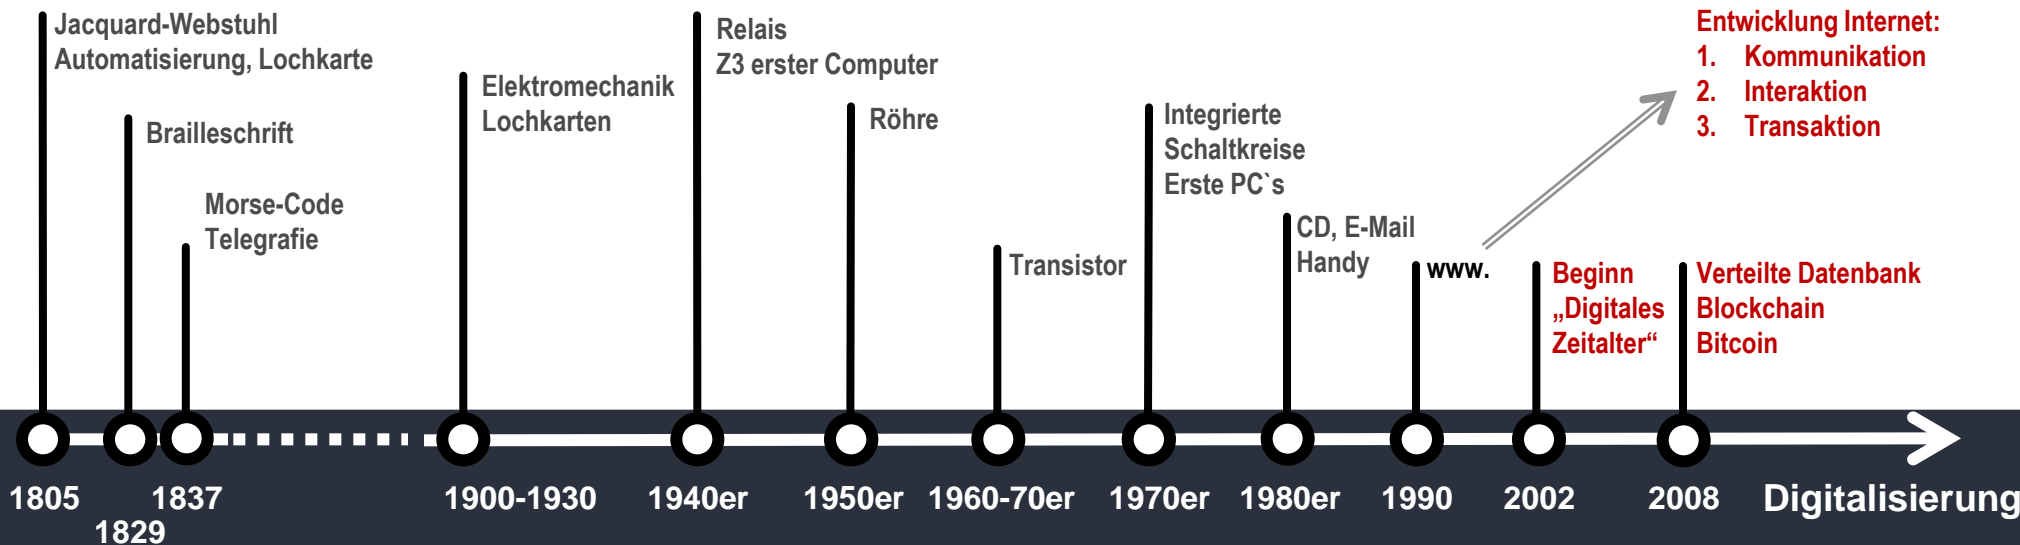 Jacquard-Webstuhl
Automatisierung, Lochkarte
Brailleschrift
Morse-Code
Telegrafie
Elektromechanik
Lochkarten
Relais
Z3 erster Computer
Röhre
Transistor
Integrierte
Schaltkreise
Erste PC`s
CD, E-Mail
Handy
www.
Entwicklung Internet:
1. Kommunikation
2. Interaktion
3. Transaktion
Beginn
„Digitales
Zeitalter“
Verteilte Datenbank
Blockchain
Bitcoin
1805
1829
1837
1900-1930
1940er
1950er
1960-70er
1970er
1980er
1990
2002
2008
Digitalisierung